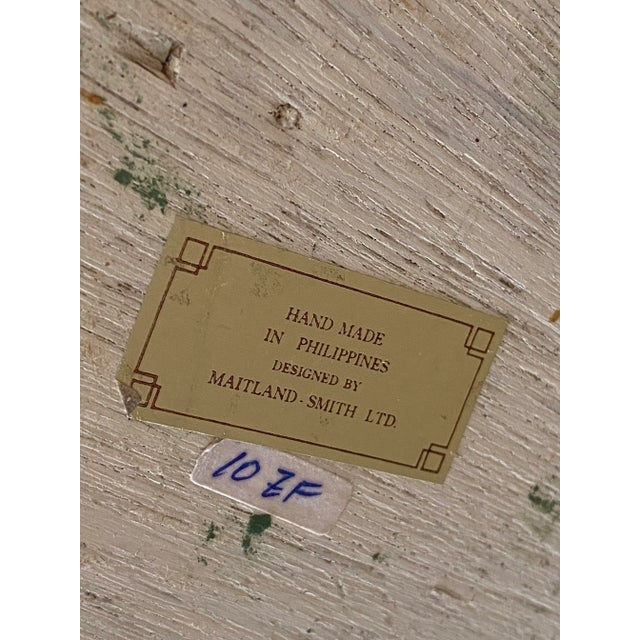 HAND MADE
IN PHILIPPINES
DESIGNED BY
MAITLAND-SMITH LTD.
10 ZF